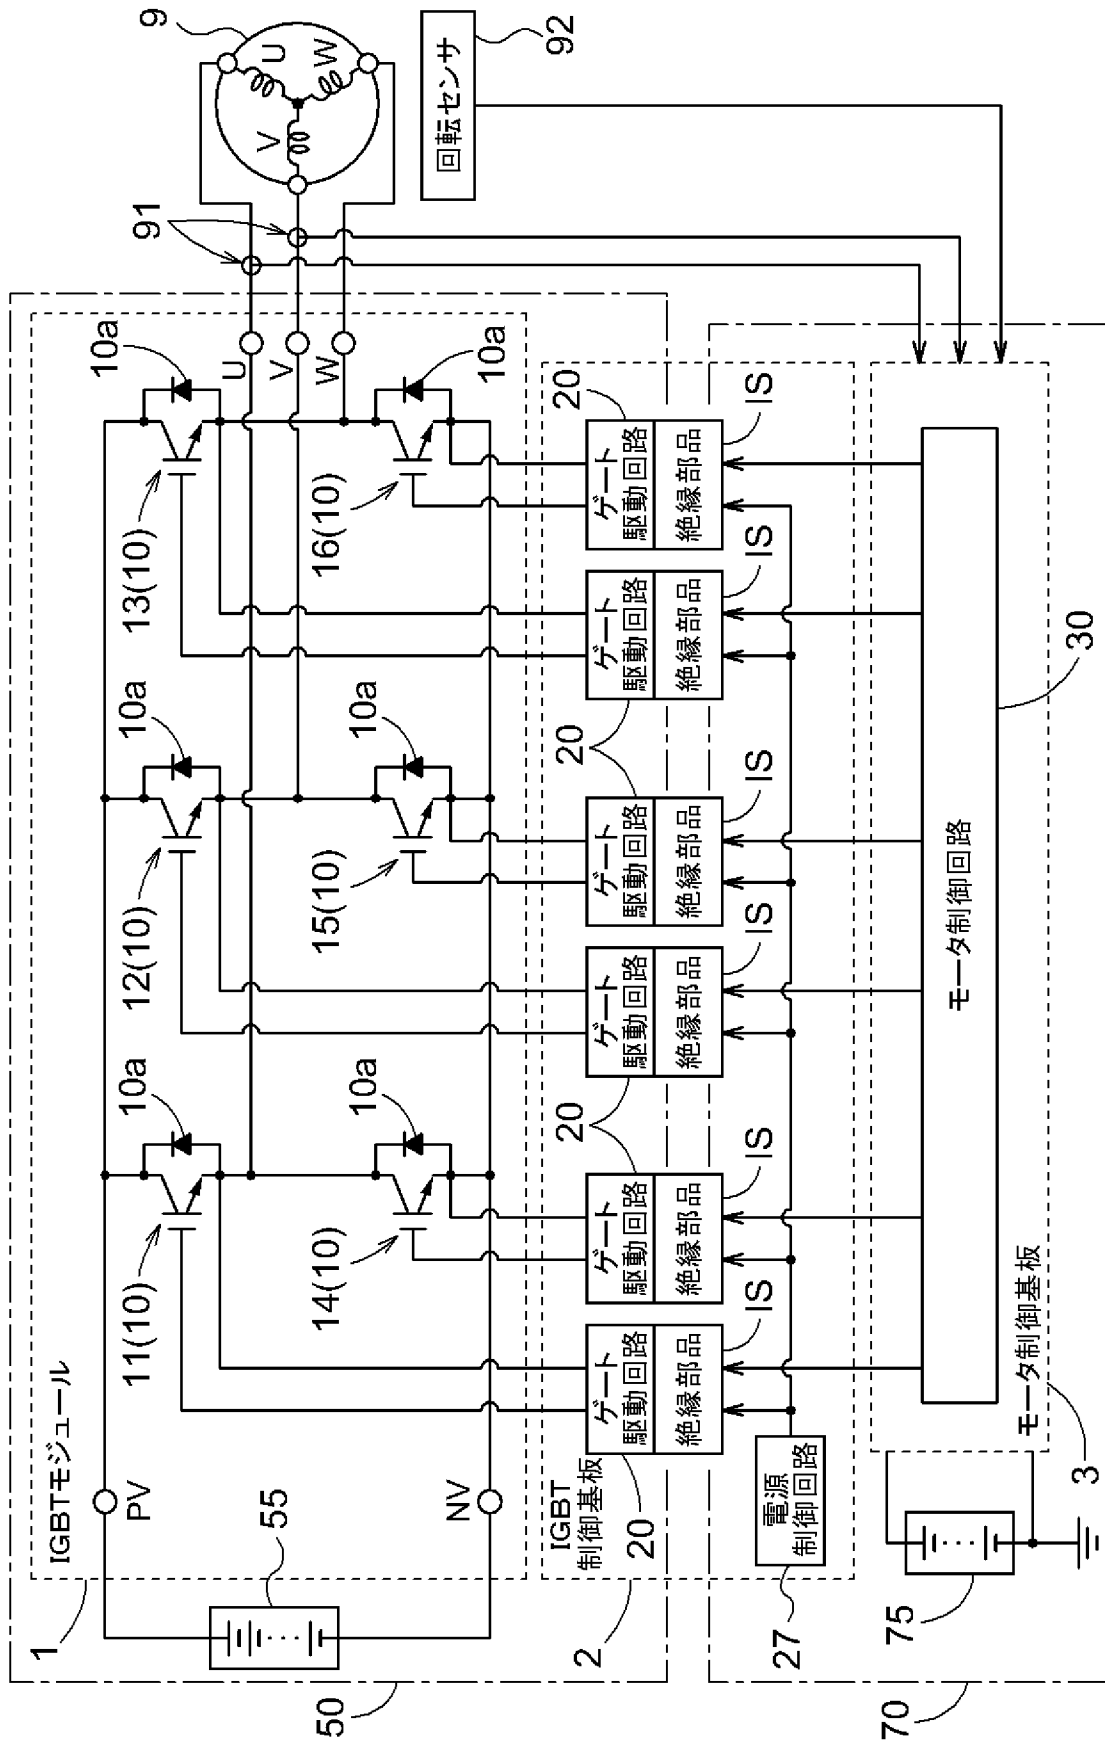 1
IGBTモジュール
PV
NV
55
50
11(10)
12(10)
13(10)
10a
10a
10a
14(10)
15(10)
16(10)
10a
10a
10a
U
V
W
91
9
U
V
W
回転センサ
92
2
IGBT
制御基板
20
20
20
20
ゲート
駆動回路
絶縁部品
IS
ゲート
駆動回路
絶縁部品
IS
ゲート
駆動回路
絶縁部品
IS
ゲート
駆動回路
絶縁部品
IS
ゲート
駆動回路
絶縁部品
IS
ゲート
駆動回路
絶縁部品
IS
電源
制御回路
27
70
75
3
モータ制御基板
モータ制御回路
30